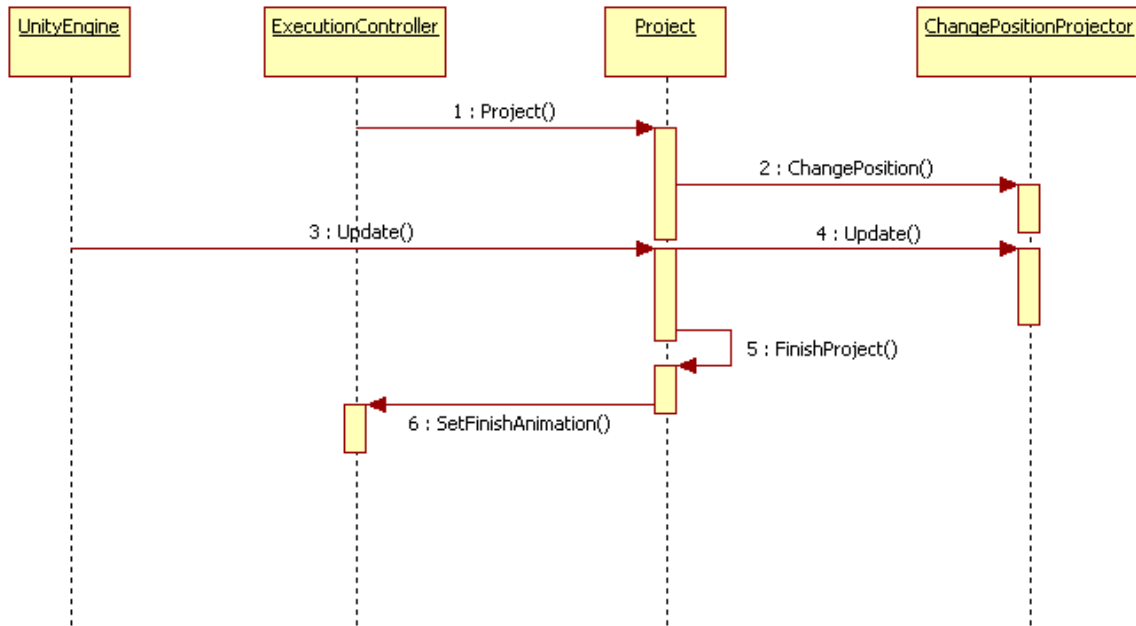 UnityEngine
ExecutionController
Project
ChangePositionProjector
1 : Project()
2 : ChangePosition()
3 : Update()
4 : Update()
5 : FinishProject()
6 : SetFinishAnimation()